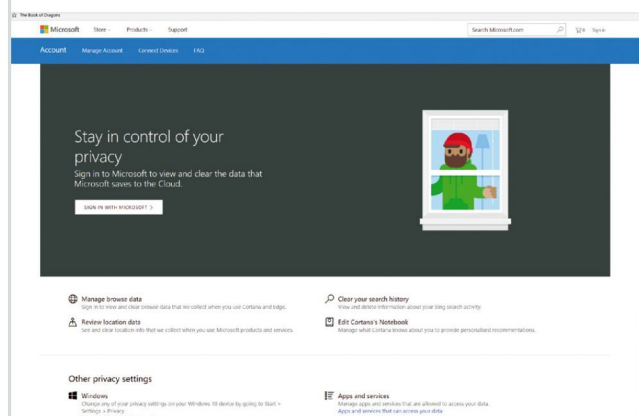 The Book of Dragons
Microsoft Store Products Support Search Microsoft.com 0 Sign in
Account Manage Account Connect Devices FAQ
Stay in control of your
privacy
Sign in to Microsoft to view and clear the data that
Microsoft saves to the Cloud.
SIGN IN WITH MICROSOFT >
Manage browse data
Sign in to view and clear browse data that we collect when you use Cortana and Edge.
Clear your search history
View and delete information about your Bing search activity.
Review location data
See and clear location info that we collect when you use Microsoft products and services.
Edit Cortana's Notebook
Manage what Cortana knows about you to provide personalised recommendations.
Other privacy settings
Windows
Change any of your privacy settings on your Windows 10 device by going to Start >
Settings > Privacy
Apps and services
Manage apps and services that are allowed to access your data.
Apps and services that can access your data